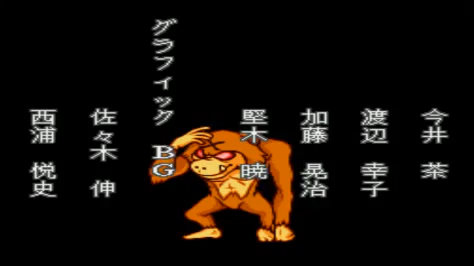 今井 茶
渡辺 幸子
加藤 晃治
堅木 暁
グラフィック BG
佐々木 伸
西浦 悦史